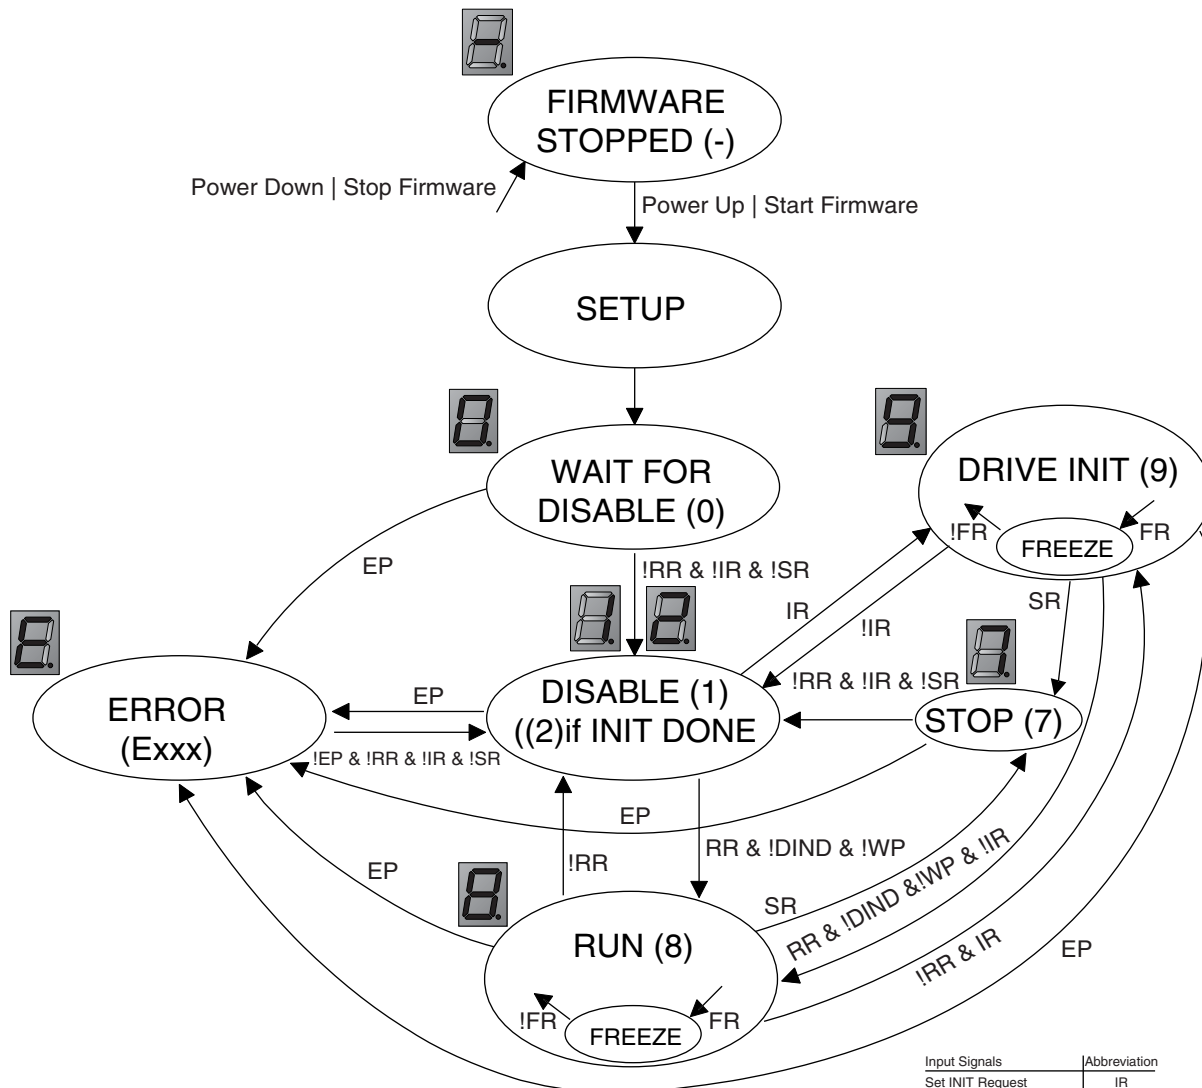 FIRMWARE
STOPPED (-)
Power Down | Stop Firmware
Power Up | Start Firmware
SETUP
WAIT FOR
DISABLE (0)
DRIVE INIT (9)
!FR
FREEZE
FR
EP
!RR & !IR & !SR
IR
!IR
SR
!RR & !IR & !SR
ERROR
(Exxx)
EP
!EP & !RR & !IR & !SR
DISABLE (1)
((2)if INIT DONE
STOP (7)
EP
!RR
RR & !DIND & !WP
EP
SR
RR & !DIND &!WP & !IR
!RR & IR
EP
RUN (8)
!FR
FREEZE
FR
Input Signals Abbreviation
Set INIT Request IR